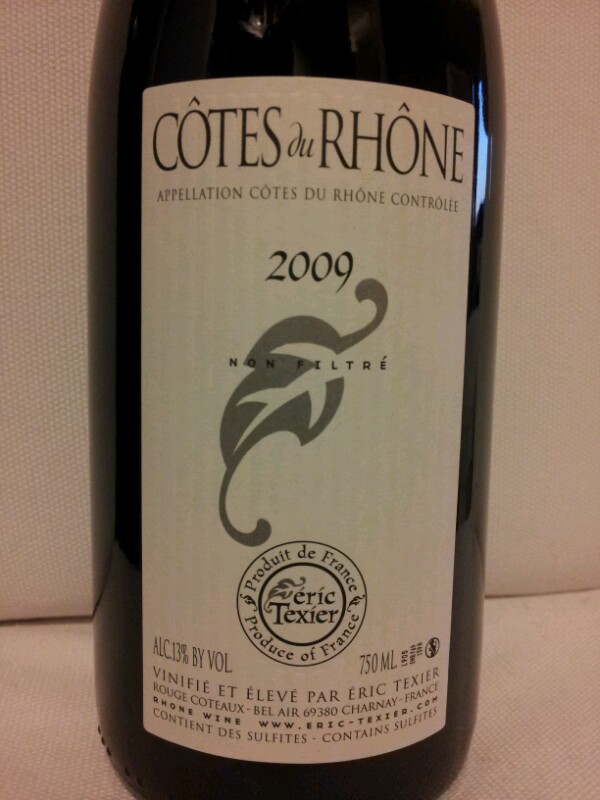 CÔTES du RHÔNE
APPELLATION CÔTES DU RHÔNE CONTRÔLÉE
2009
NON FILTRÉ
Produit de France
éric
Texier
Produce of France
ALC.13% BY VOL.
750 ML.
VINIFIÉ ET ÉLEVÉ PAR ÉRIC TEXIER
ROUGE COTEAUX - BEL AIR 69380 CHARNAY - FRANCE
RHONE WINE WWW.ERIC-TEXIER.COM
CONTIENT DES SULFITES - CONTAINS SULFITES